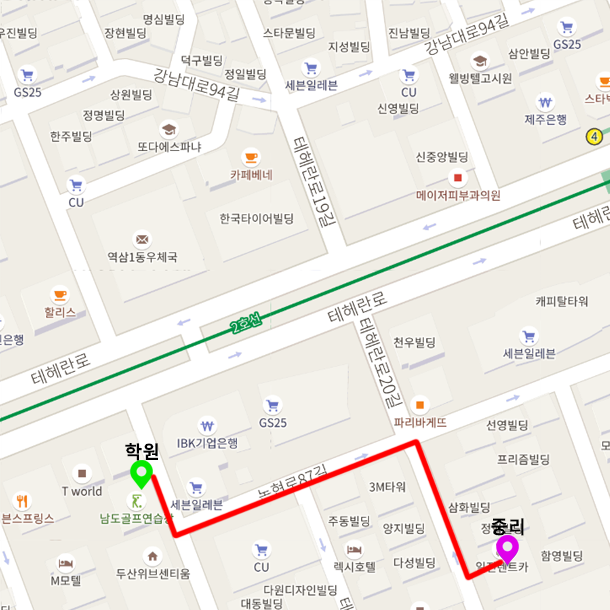 명심빌딩
우진빌딩
장현빌딩
스타문빌딩
진남빌딩
지성빌딩
강남대로94길
GS25
삼안빌딩
덕구빌딩
정일빌딩
세븐일레븐
CU
웰빙텔고시원
GS25
강남대로94길
상원빌딩
정명빌딩
신영빌딩
제주은행
한주빌딩
또다에스파냐
4
테헤란로19길
신중앙빌딩
카페베네
CU
메이저피부과의원
한국타이어빌딩
역삼1동우체국
할리스
2호선
테헤란로
캐피탈타워
테헤란로20길
천우빌딩
세븐일레븐
테헤란로
GS25
파리바게뜨
IBK기업은행
선영빌딩
학원
프리즘빌딩
T world
세븐일레븐
논현로87길
3M타워
남도골프연습장
삼화빌딩
주동빌딩
양지빌딩
중리
CU
렉시호텔
다성빌딩
함영빌딩
M모텔
두산위브센티움
다원디자인빌딩
대동빌딩